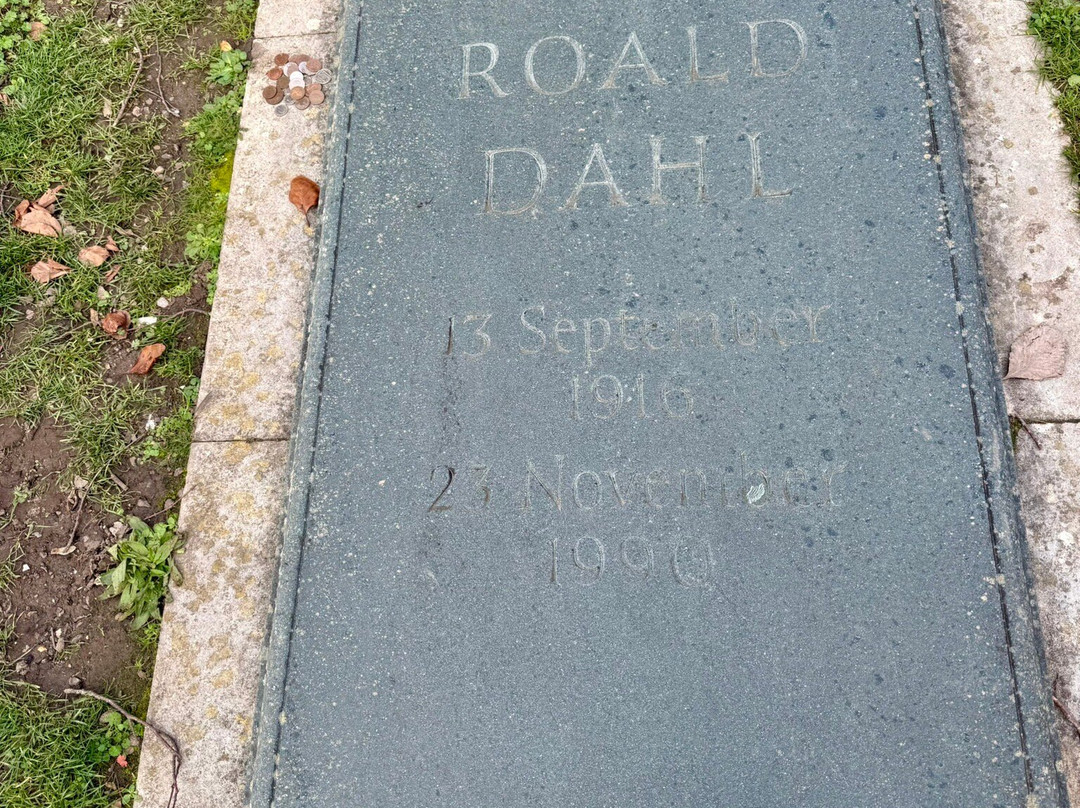 ROALD
DAHL
13 September
1916
23 November
1990